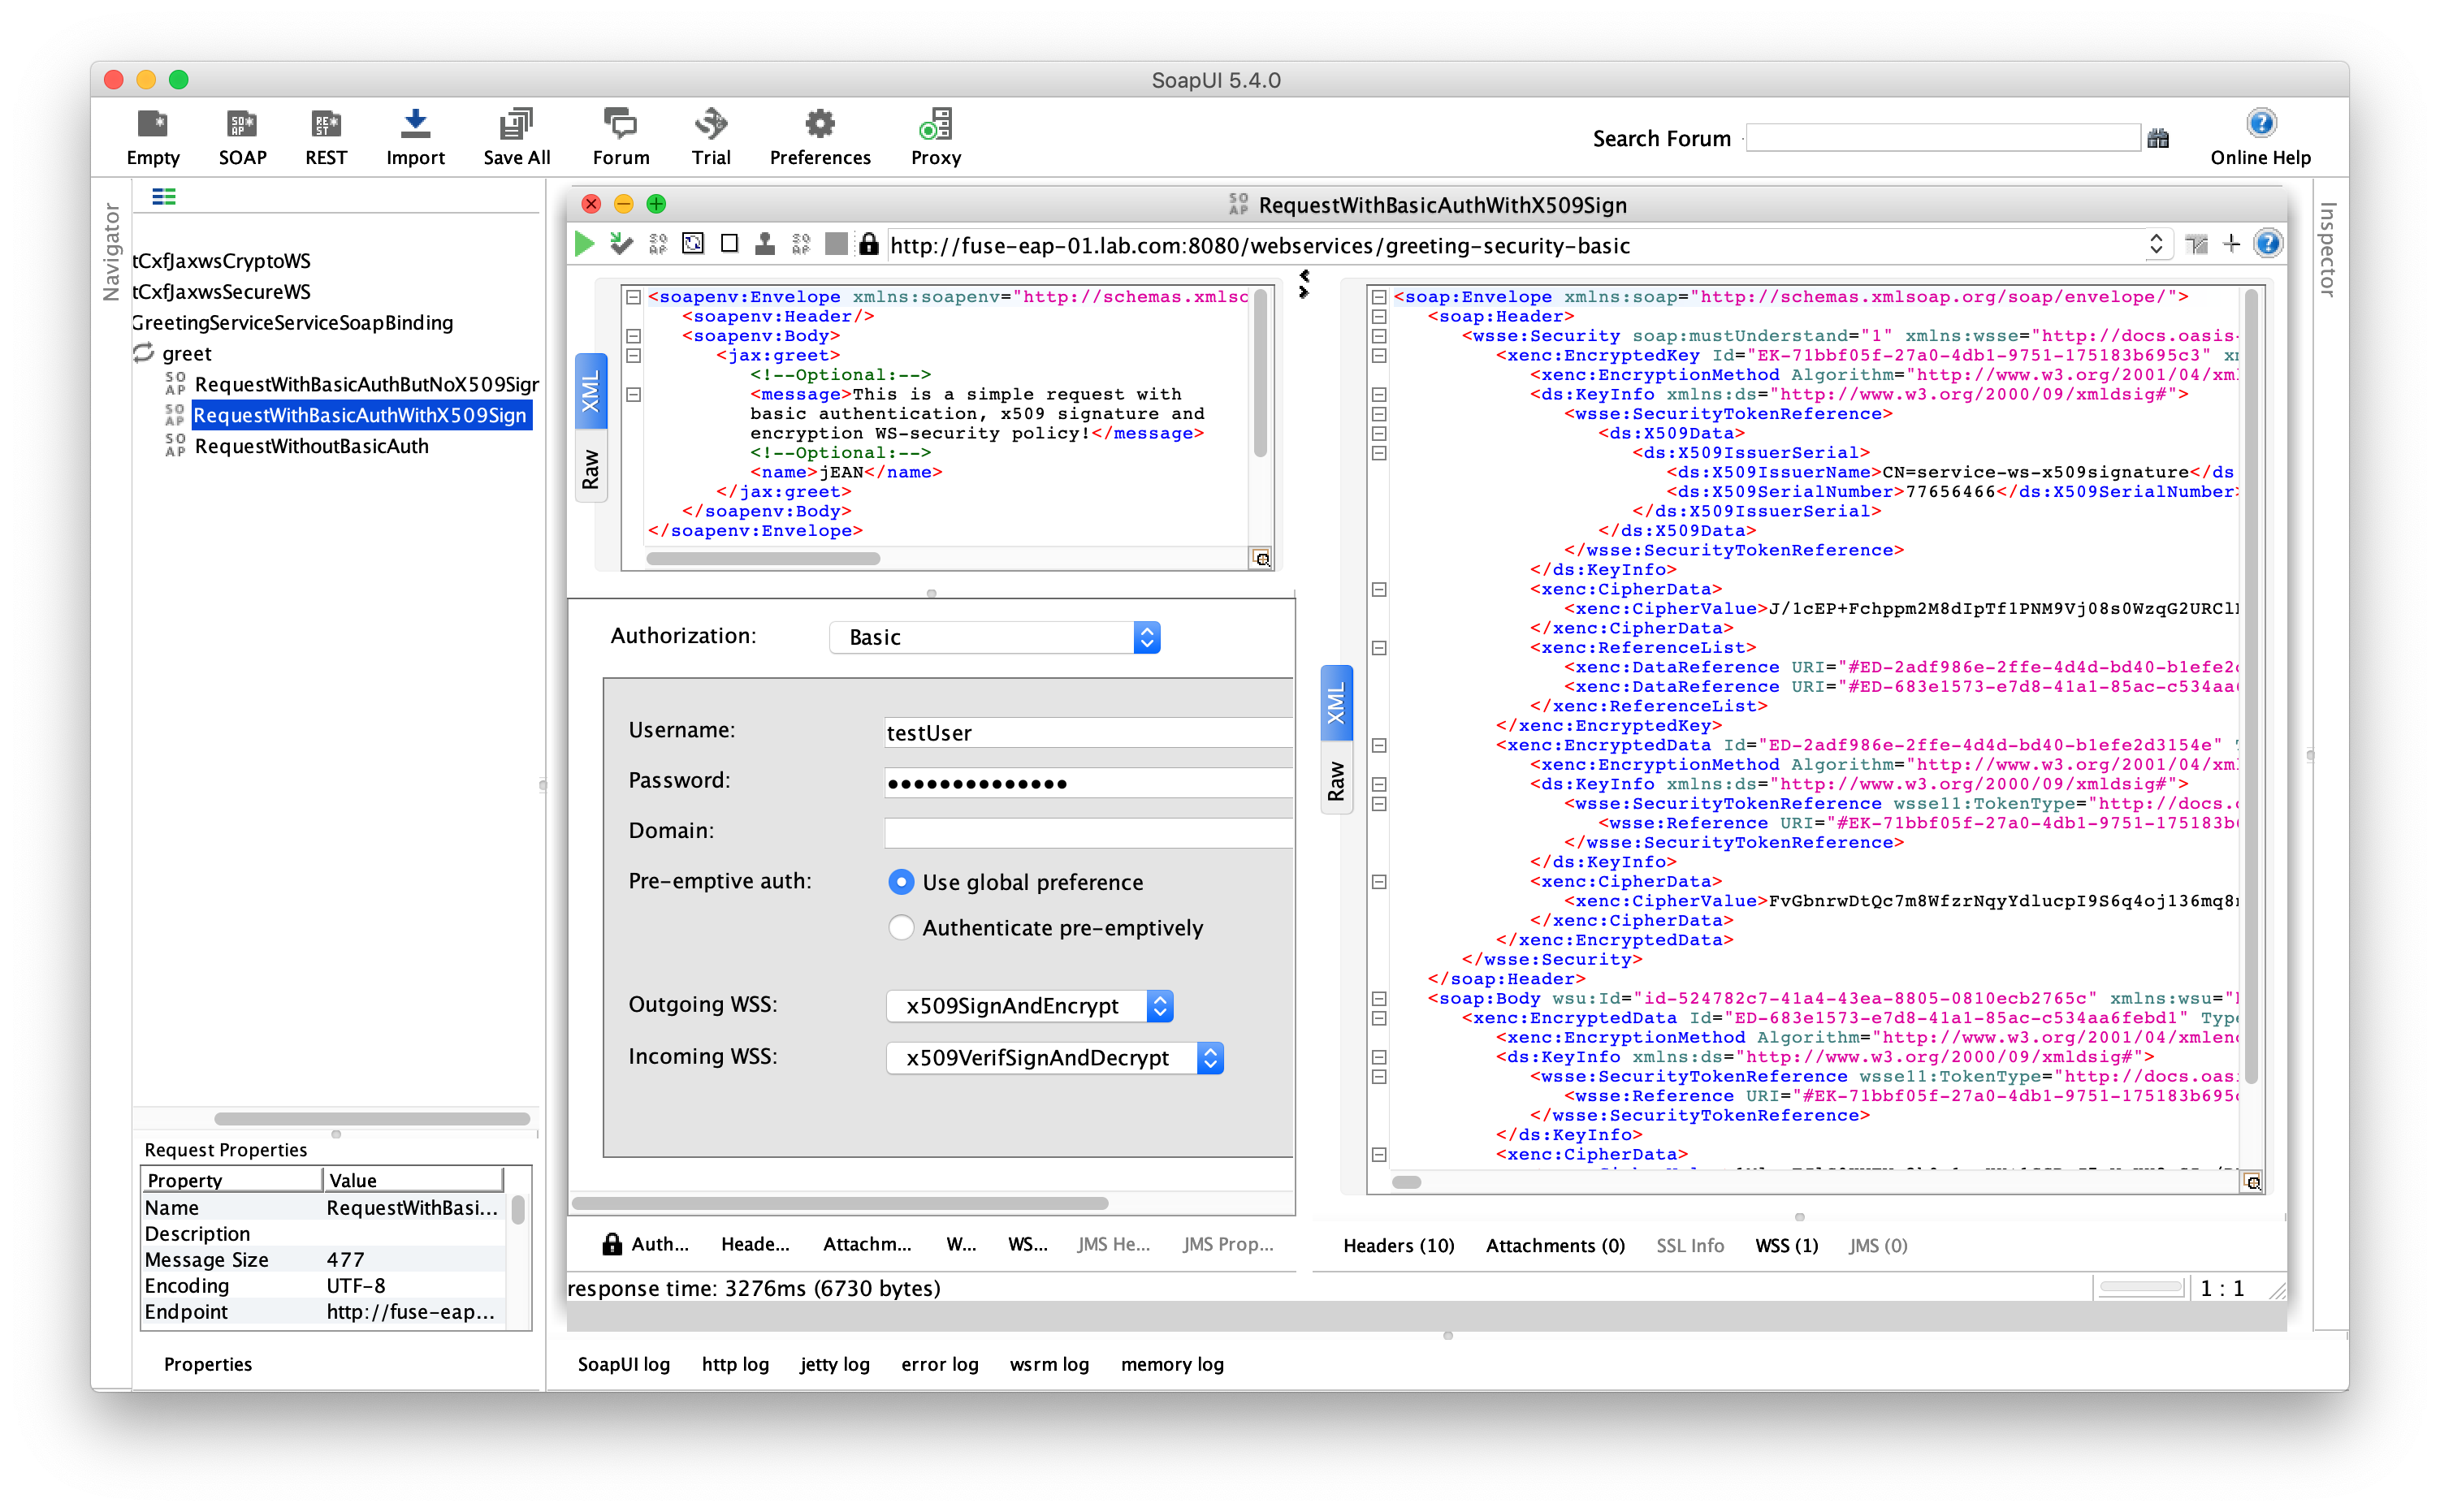 SoapUI 5.4.0
Empty
SOAP
REST
Import
Save All
Forum
Trial
Preferences
Proxy
Search Forum
Online Help
Navigator
tCxfJaxwsCryptoWS
tCxfJaxwsSecureWS
GreetingServiceServiceSoapBinding
greet
RequestWithBasicAuthButNoX509Sigr
RequestWithBasicAuthWithX509Sign
RequestWithoutBasicAuth
Request Properties
Property Value
Name RequestWithBasi...
Description
Message Size 477
Encoding UTF-8
Endpoint http://fuse-eap...
Properties
RequestWithBasicAuthWithX509Sign
http://fuse-eap-01.lab.com:8080/webservices/greeting-security-basic
XML
Raw
<soapenv:Envelope xmlns:soapenv="http://schemas.xmlsc
<soapenv:Header/>
<soapenv:Body>
<jax:greet>
<!--Optional:-->
<message>This is a simple request with
basic authentication, x509 signature and
encryption WS-security policy!</message>
<!--Optional:-->
<name>jEAN</name>
</jax:greet>
</soapenv:Body>
</soapenv:Envelope>
Authorization: Basic
Username: testUser
Password: ••••••••••••••
Domain:
Pre-emptive auth: Use global preference
Authenticate pre-emptively
Outgoing WSS: x509SignAndEncrypt
Incoming WSS: x509VerifSignAndDecrypt
Auth... Heade... Attachm... W... WS... JMS He... JMS Prop...
response time: 3276ms (6730 bytes)
XML
Raw
<soap:Envelope xmlns:soap="http://schemas.xmlsoap.org/soap/envelope/">
<soap:Header>
<wsse:Security soap:mustUnderstand="1" xmlns:wsse="http://docs.oasis-
<xenc:EncryptedKey Id="EK-71bbf05f-27a0-4db1-9751-175183b695c3" xm
<xenc:EncryptionMethod Algorithm="http://www.w3.org/2001/04/xml
<ds:KeyInfo xmlns:ds="http://www.w3.org/2000/09/xmldsig#">
<wsse:SecurityTokenReference>
<ds:X509Data>
<ds:X509IssuerSerial>
<ds:X509IssuerName>CN=service-ws-x509signature</ds
<ds:X509SerialNumber>77656466</ds:X509SerialNumber>
</ds:X509IssuerSerial>
</ds:X509Data>
</wsse:SecurityTokenReference>
</ds:KeyInfo>
<xenc:CipherData>
<xenc:CipherValue>J/1cEP+Fchppm2M8dIpTf1PNM9Vj08s0WzqG2URCl
</xenc:CipherData>
<xenc:ReferenceList>
<xenc:DataReference URI="#ED-2adf986e-2ffe-4d4d-bd40-b1efe2
<xenc:DataReference URI="#ED-683e1573-e7d8-41a1-85ac-c534aa
</xenc:ReferenceList>
</xenc:EncryptedKey>
<xenc:EncryptedData Id="ED-2adf986e-2ffe-4d4d-bd40-b1efe2d3154e"
<xenc:EncryptionMethod Algorithm="http://www.w3.org/2001/04/xml
<ds:KeyInfo xmlns:ds="http://www.w3.org/2000/09/xmldsig#">
<wsse:SecurityTokenReference wsse11:TokenType="http://docs.
<wsse:Reference URI="#EK-71bbf05f-27a0-4db1-9751-175183b
</wsse:SecurityTokenReference>
</ds:KeyInfo>
<xenc:CipherData>
<xenc:CipherValue>FvGbnrwDtQc7m8WfzrNqyYdlucpI9S6q4oj136mq8
</xenc:CipherData>
</xenc:EncryptedData>
</wsse:Security>
</soap:Header>
<soap:Body wsu:Id="id-524782c7-41a4-43ea-8805-0810ecb2765c" xmlns:wsu="
<xenc:EncryptedData Id="ED-683e1573-e7d8-41a1-85ac-c534aa6febd1" Type
<xenc:EncryptionMethod Algorithm="http://www.w3.org/2001/04/xmlenc
<ds:KeyInfo xmlns:ds="http://www.w3.org/2000/09/xmldsig#">
<wsse:SecurityTokenReference wsse11:TokenType="http://docs.oasi
<wsse:Reference URI="#EK-71bbf05f-27a0-4db1-9751-175183b695
</wsse:SecurityTokenReference>
</ds:KeyInfo>
<xenc:CipherData>
Headers (10) Attachments (0) SSL Info WSS (1) JMS (0)
1 : 1
Inspector
SoapUI log http log jetty log error log wsrm log memory log